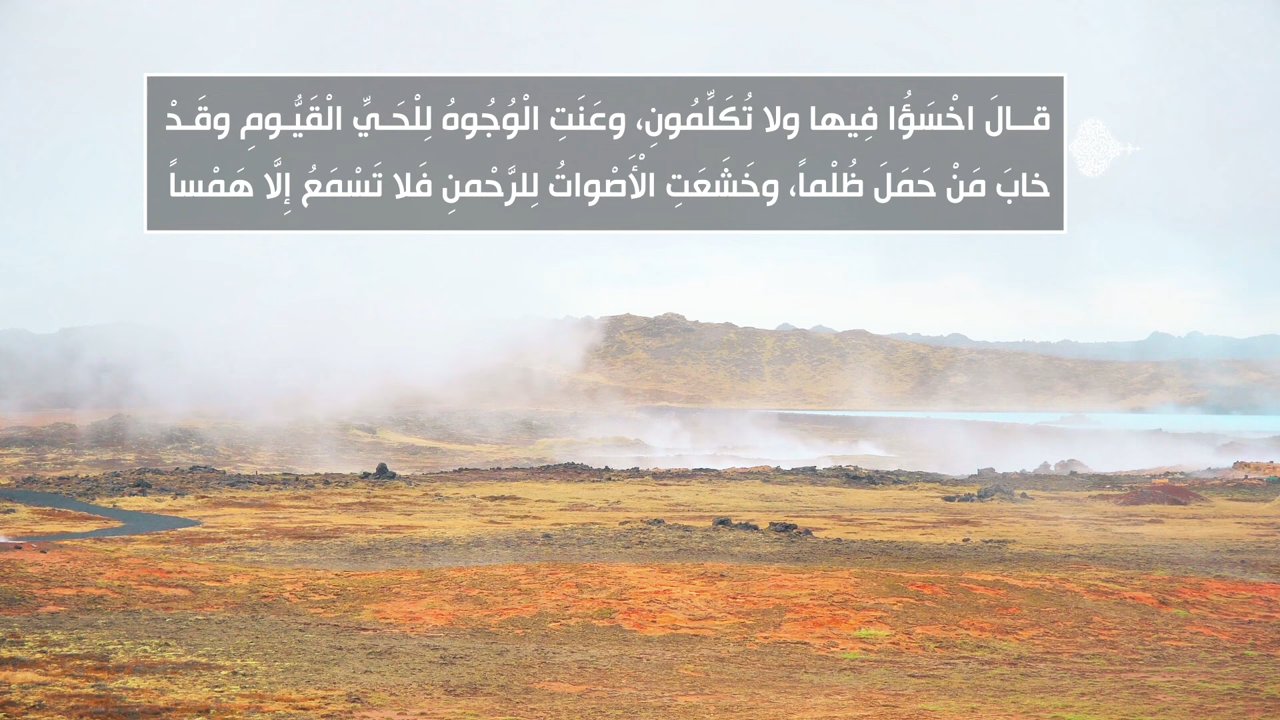 قـــالَ اخْسَؤُا فِيها ولا تُكَلِّمُونِ، وعَنَتِ الْوُجُوهُ لِلْحَـيِّ الْقَيُّـومِ وقَـدْ
خابَ مَنْ حَمَلَ ظُلْماً، وخَشَعَتِ الْأَصْواتُ لِلرَّحْمنِ فَلا تَسْمَعُ إِلَّا هَمْساً